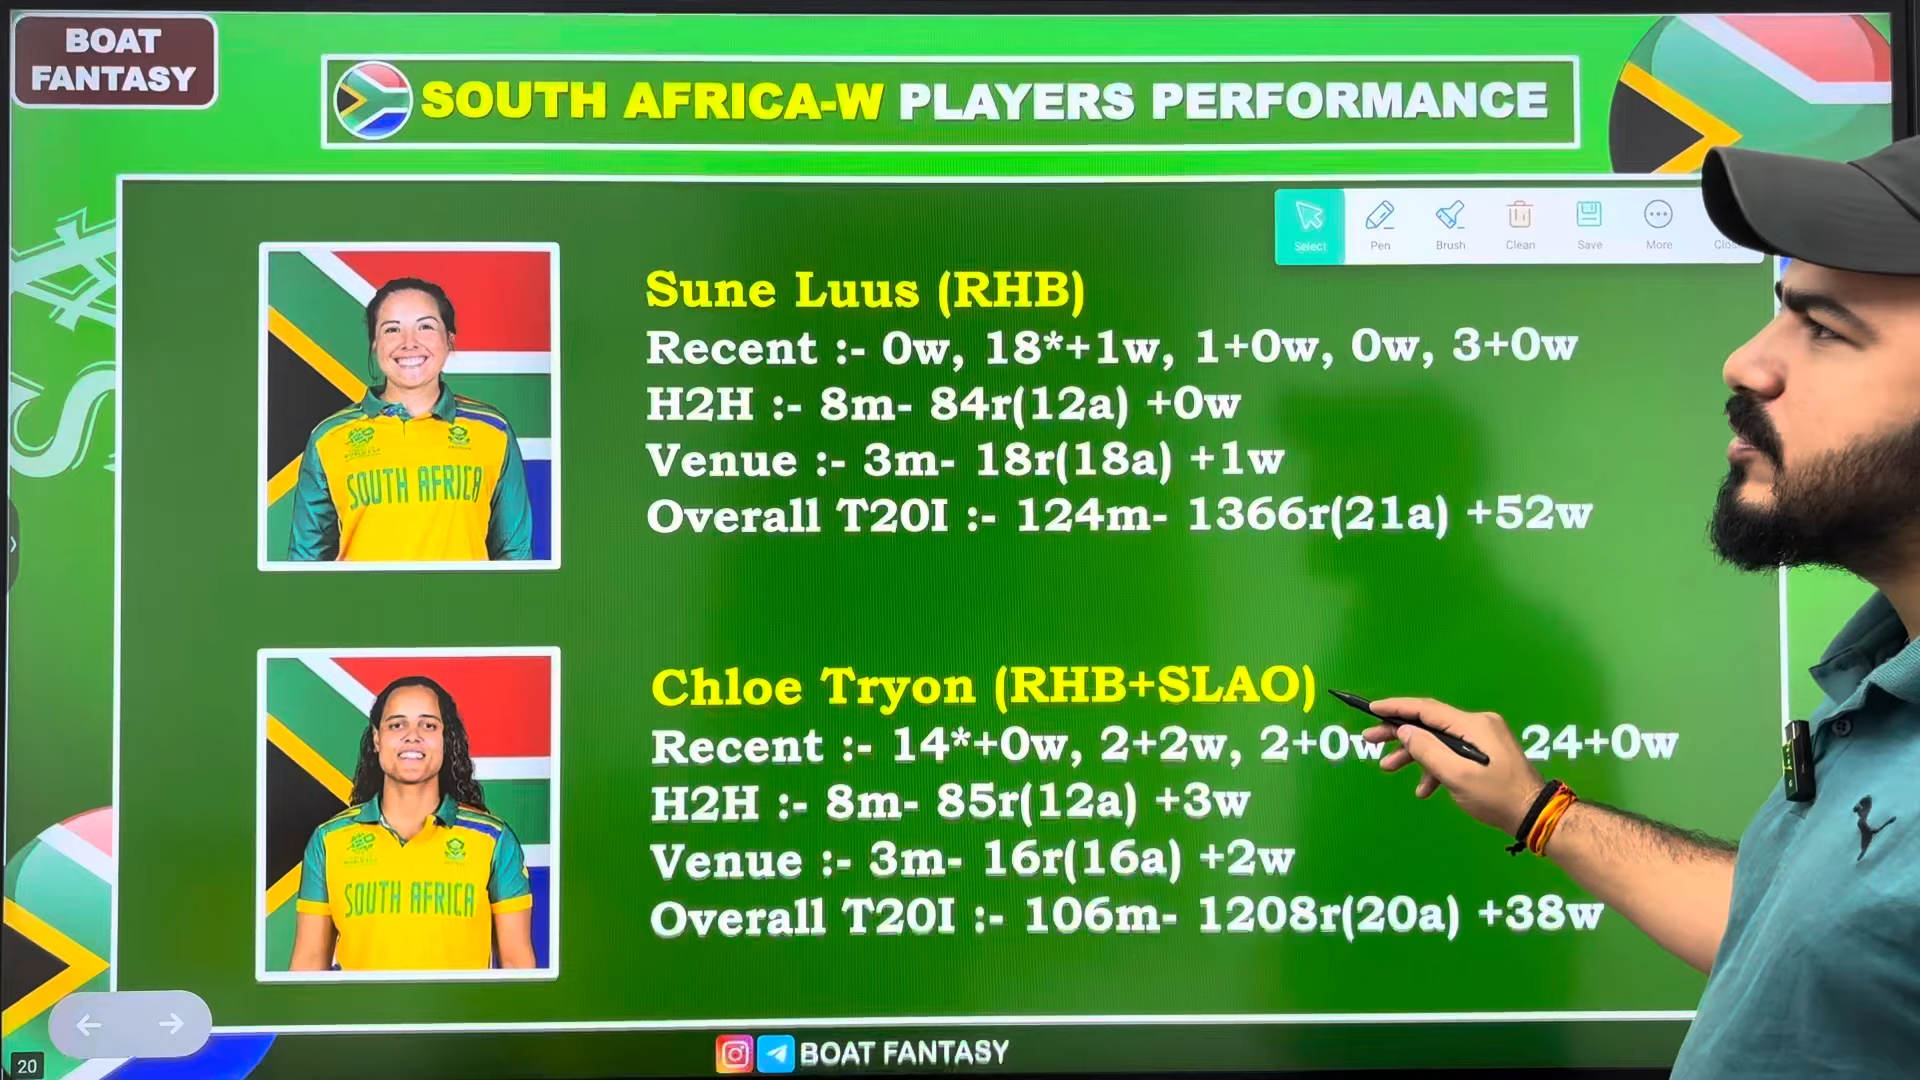 BOAT
FANTASY
SOUTH AFRICA-W PLAYERS PERFORMANCE
Select
Pen
Brush
Clean
Save
More
Sune Luus (RHB)
Recent :- 0w, 18*+1w, 1+0w, 0w, 3+0w
H2H :- 8m- 84r(12a) +0w
Venue :- 3m- 18r(18a) +1w
Overall T20I :- 124m- 1366r(21a) +52w
SOUTH AFRICA
Chloe Tryon (RHB+SLAO)
Recent :- 14*+0w, 2+2w, 2+0w 24+0w
H2H :- 8m- 85r(12a) +3w
Venue :- 3m- 16r(16a) +2w
Overall T20I :- 106m- 1208r(20a) +38w
SOUTH AFRICA
20
BOAT FANTASY